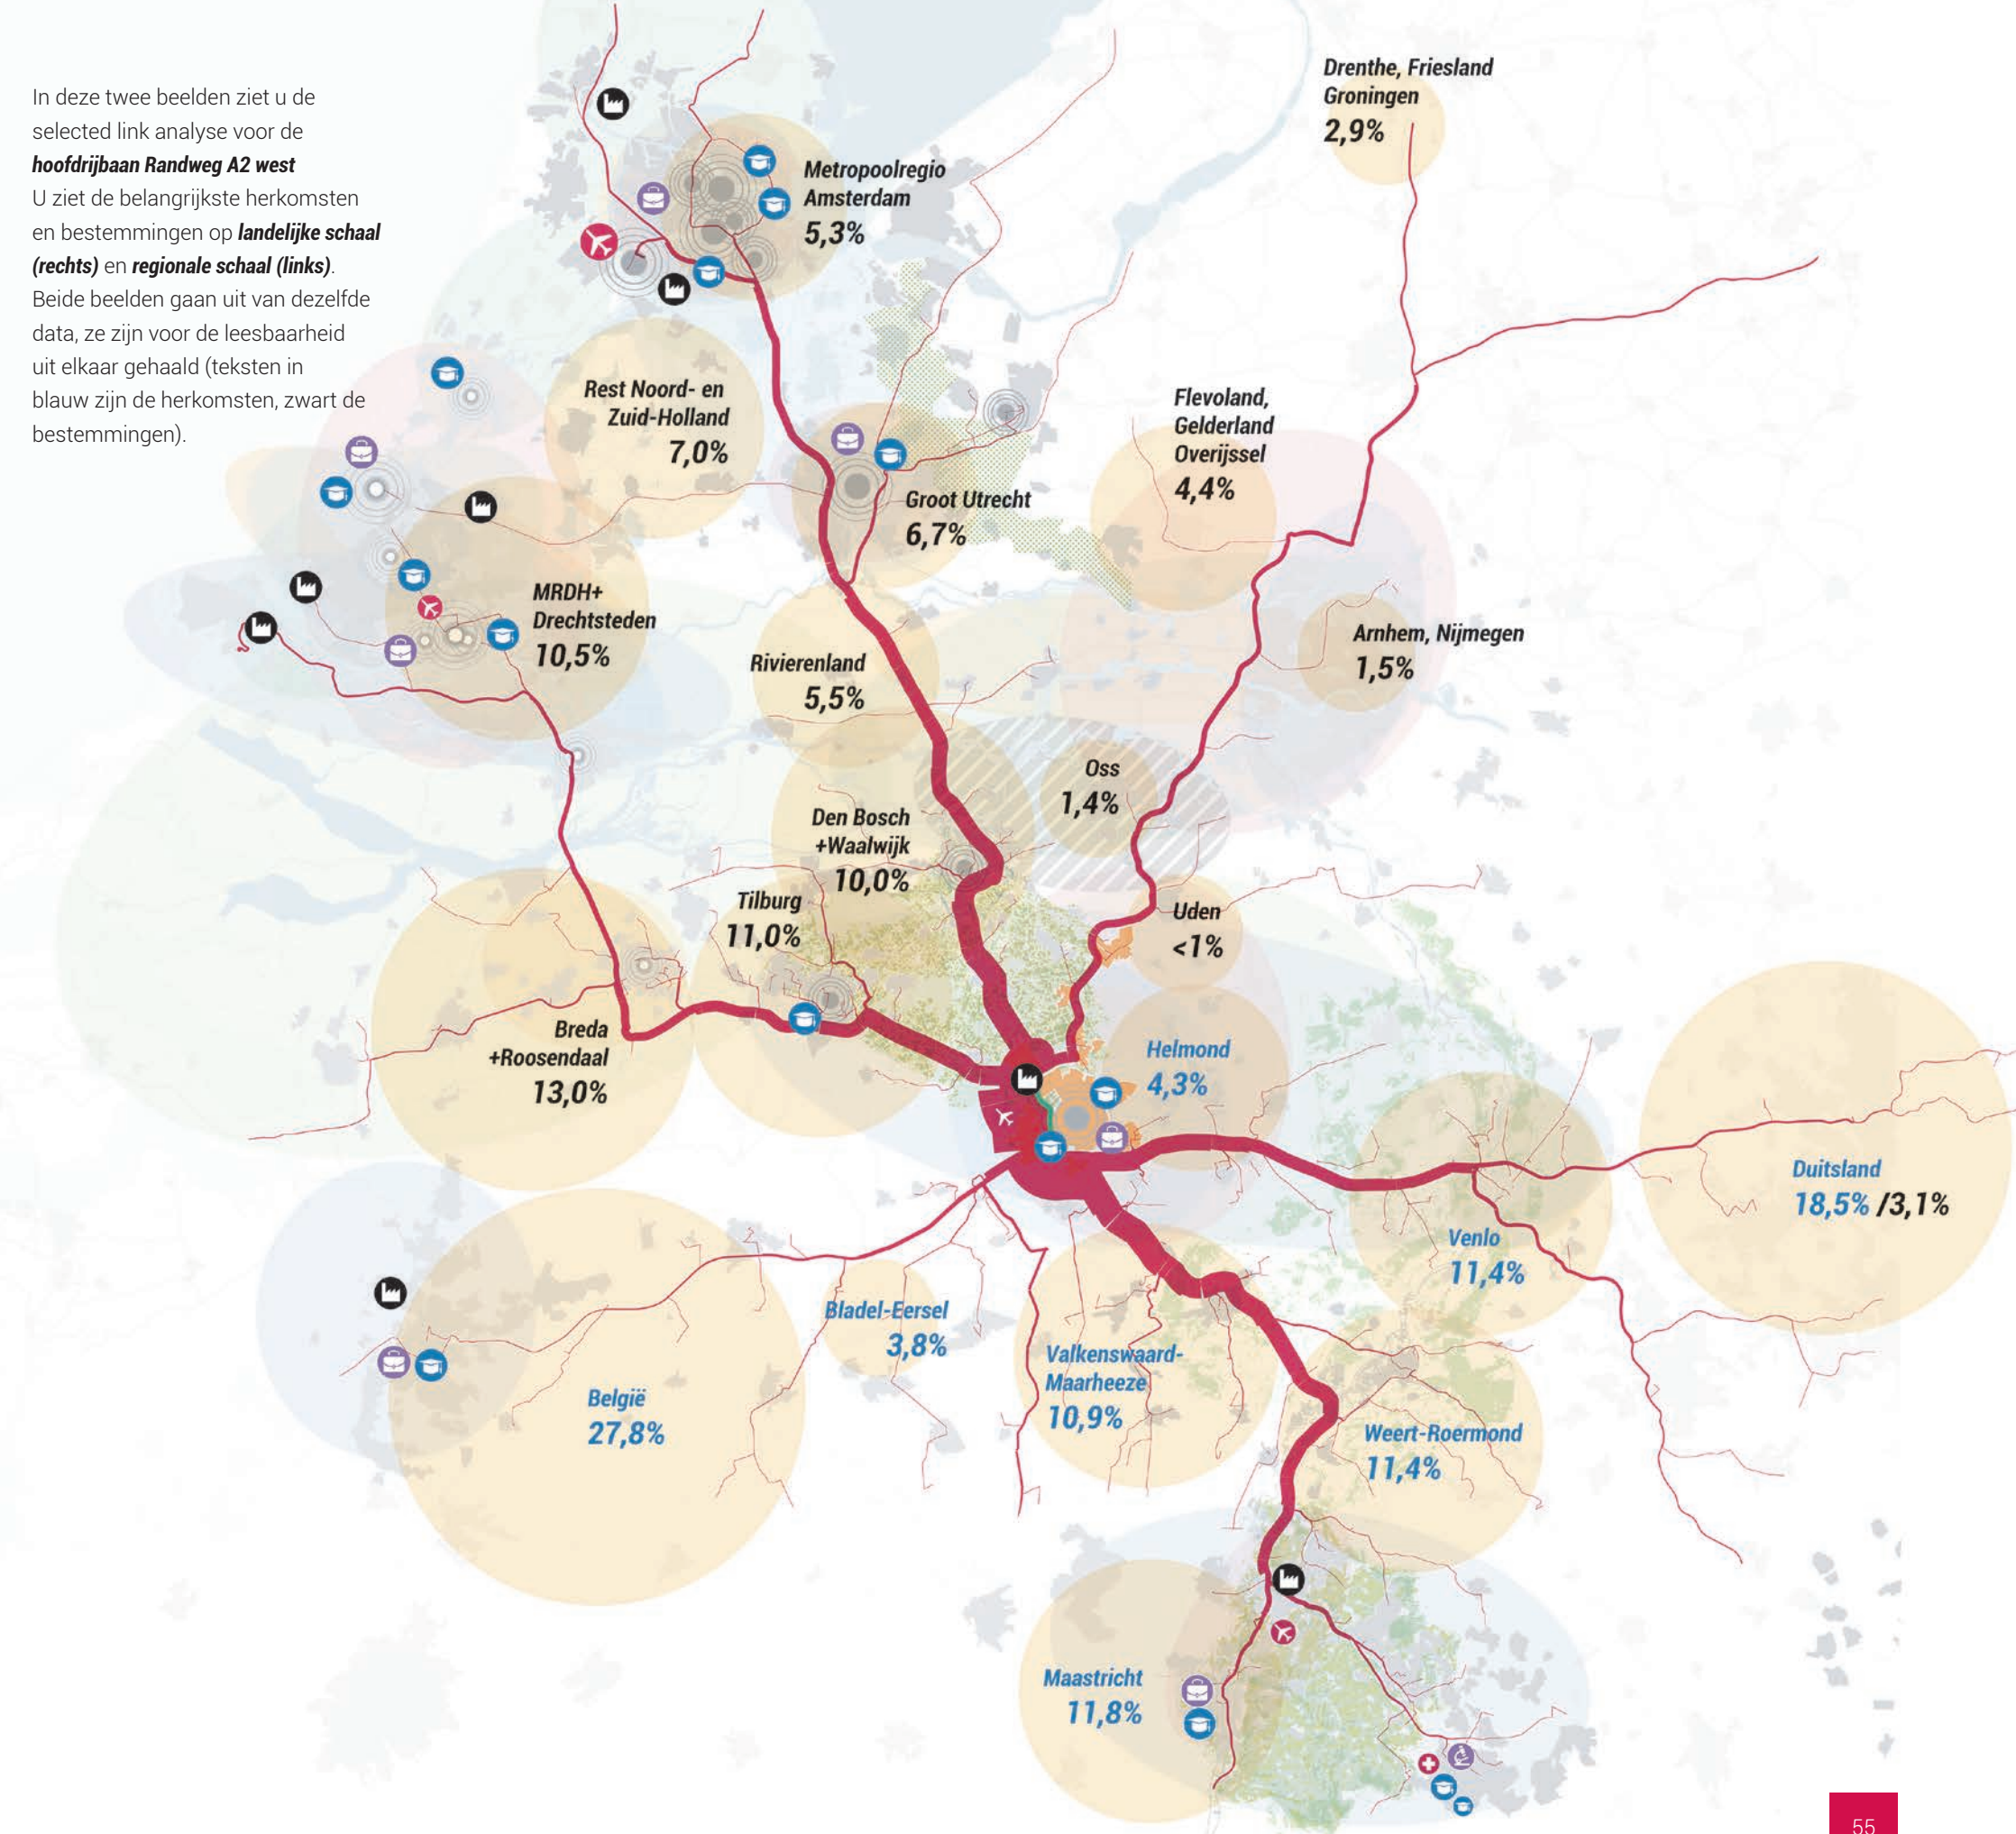 In deze twee beelden ziet u de
selected link analyse voor de
hoofdrijbaan Randweg A2 west
U ziet de belangrijkste herkomsten
en bestemmingen op landelijke schaal
(rechts) en regionale schaal (links).
Beide beelden gaan uit van dezelfde
data, ze zijn voor de leesbaarheid
uit elkaar gehaald (teksten in
blauw zijn de herkomsten, zwart de
bestemmingen).
Drenthe, Friesland
Groningen
2,9%
Metropoolregio
Amsterdam
5,3%
Rest Noord- en
Zuid-Holland
7,0%
Flevoland,
Gelderland
Overijssel
4,4%
Groot Utrecht
6,7%
MRDH+
Drechtsteden
10,5%
Arnhem, Nijmegen
1,5%
Rivierenland
5,5%
Oss
1,4%
Den Bosch
+Waalwijk
10,0%
Tilburg
11,0%
Uden
<1%
Breda
+Roosendaal
13,0%
Helmond
4,3%
Duitsland
18,5% /3,1%
Venlo
11,4%
Bladel-Eersel
3,8%
Valkenswaard-
Maarheeze
10,9%
België
27,8%
Weert-Roermond
11,4%
Maastricht
11,8%
55